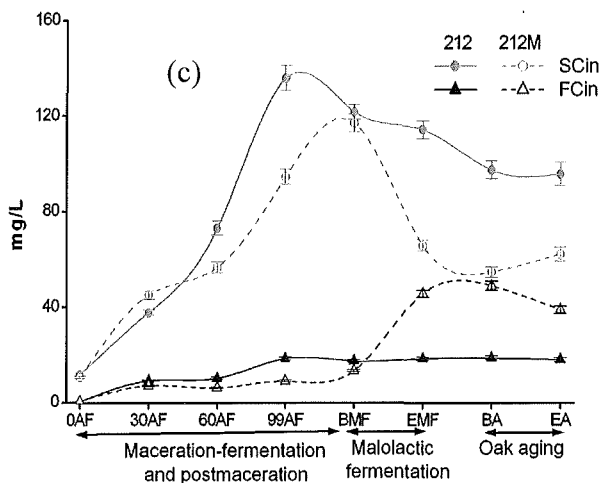 212 212M
(c)
SCin
FCin
160
120
80
40
0
mg/L
0AF 30AF 60AF 99AF BMF EMF BA EA
Maceration-fermentation
and postmaceration
Malolactic
fermentation
Oak aging